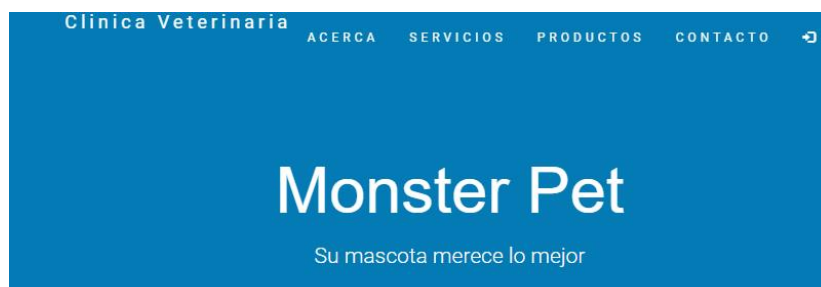 Clinica Veterinaria
ACERCA SERVICIOS PRODUCTOS CONTACTO
Monster Pet
Su mascota merece lo mejor